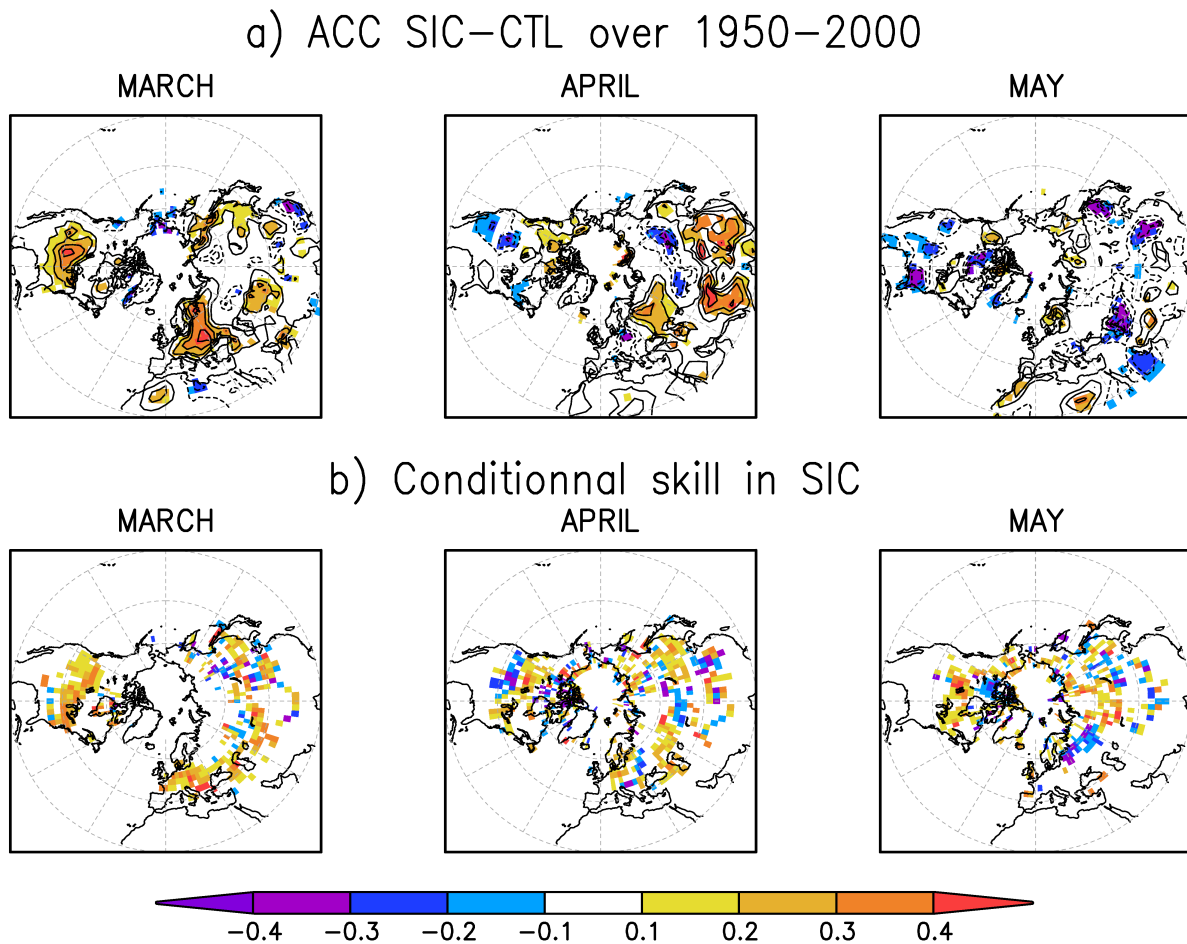 a) ACC SIC-CTL over 1950-2000
MARCH APRIL MAY
b) Conditionnal skill in SIC
MARCH APRIL MAY
-0.4 -0.3 -0.2 -0.1 0.1 0.2 0.3 0.4